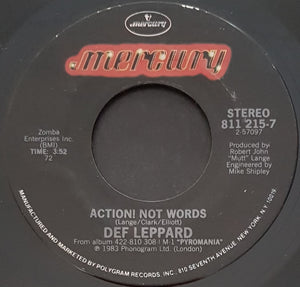 mercury
mercury
Zomba
Enterprises Inc.
(BMI)
TIME: 3:52
72
STEREO
811 215-7
2-57097
Produced by
Robert John
"Mutt" Lange
Engineered by
Mike Shipley
ACTION! NOT WORDS
(Lange/Clark/Elliott)
DEF LEPPARD
From album 422-810 308 1 M-1 "PYROMANIA"
℗ 1983 Phonogram Ltd. (London)
MANUFACTURED AND MARKETED BY POLYGRAM RECORDS, INC. 810 SEVENTH AVENUE, NEW YORK, N.Y. 10019